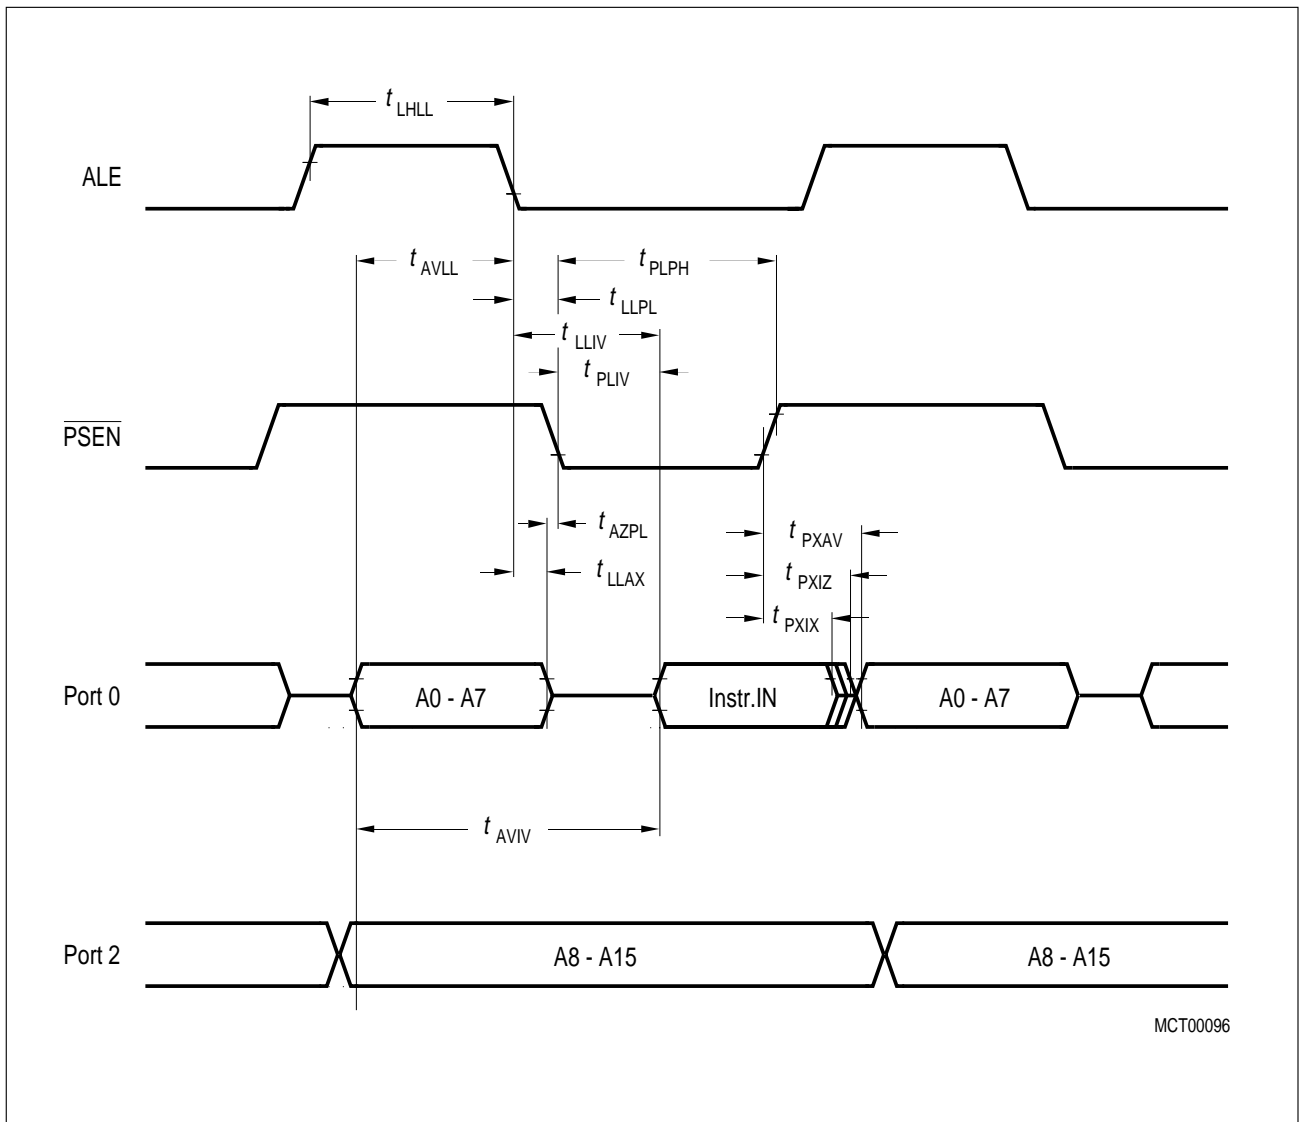 t LHLL
ALE
t AVLL
t PLPH
t LLPL
t LLIV
t PLIV
PSEN
t AZPL
t PXAV
t LLAX
t PXIZ
t PXIX
Port 0
A0 - A7
Instr.IN
A0 - A7
t AVIV
Port 2
A8 - A15
A8 - A15
MCT00096